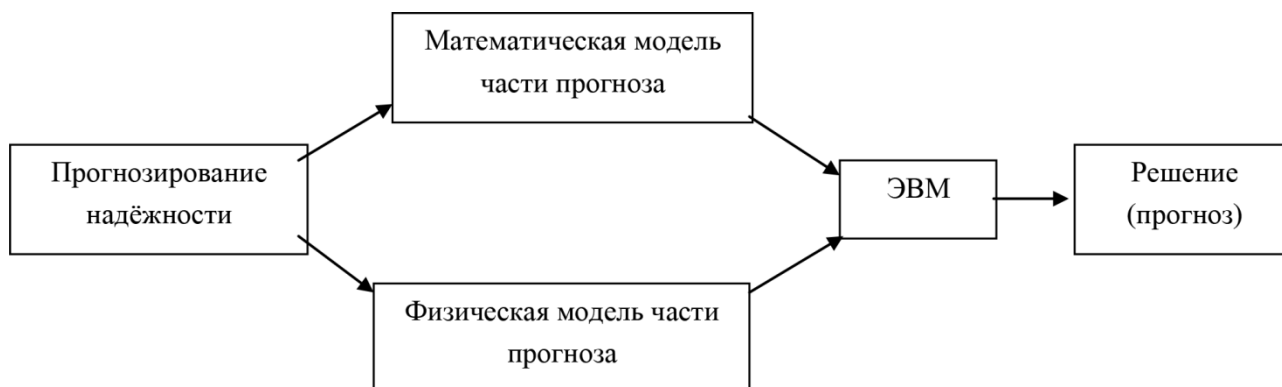 Математическая модель
части прогноза
Прогнозирование
надёжности
ЭВМ
Решение
(прогноз)
Физическая модель части
прогноза